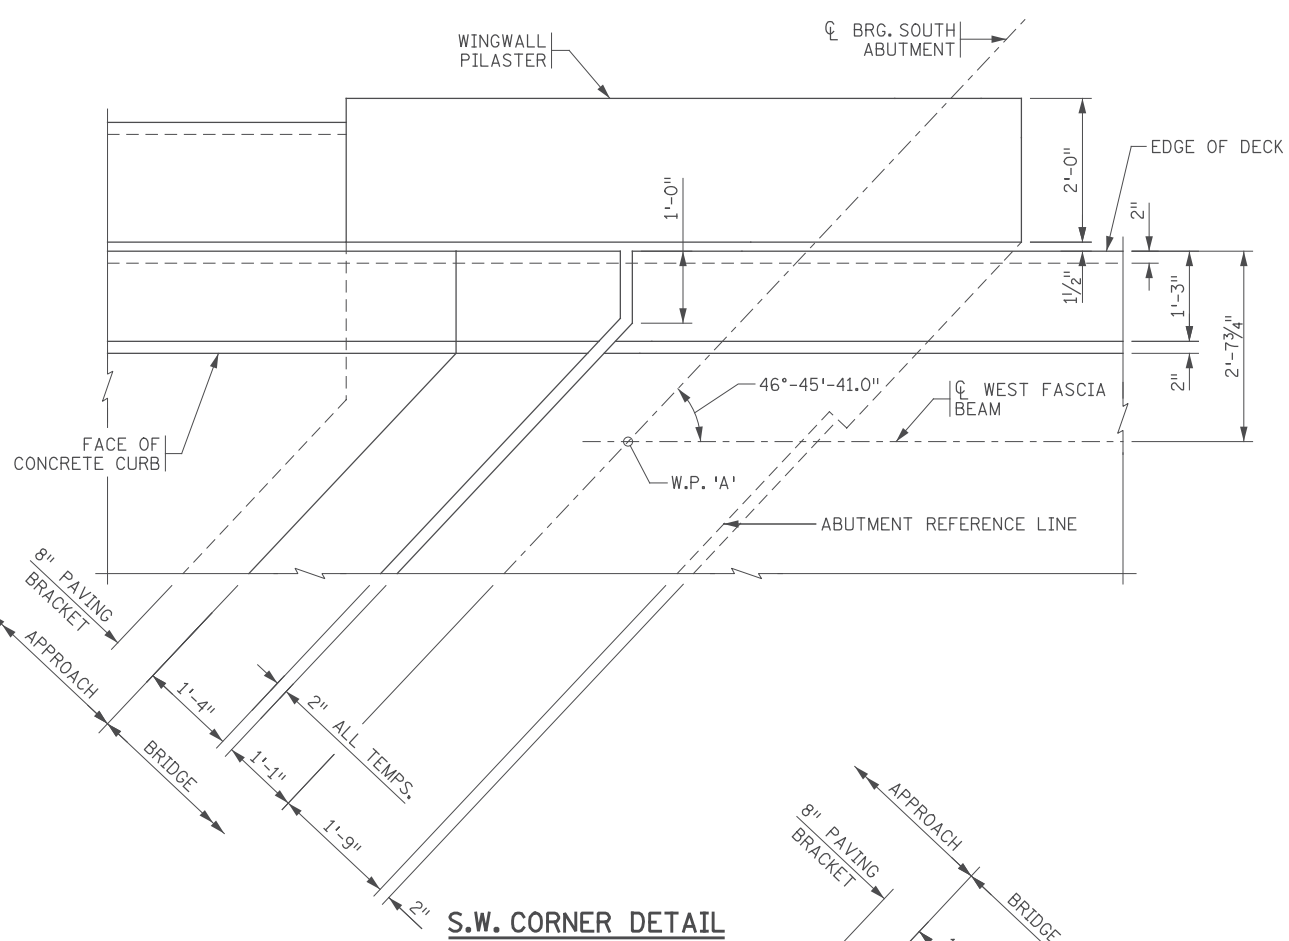 ℄ BRG. SOUTH
ABUTMENT
WINGWALL
PILASTER
EDGE OF DECK
2'-0"
1'-0"
2"
1½"
1'-3"
2'-7¾"
2"
46°-45'-41.0"
℄ WEST FASCIA
BEAM
FACE OF
CONCRETE CURB
W.P. 'A'
ABUTMENT REFERENCE LINE
8" PAVING
BRACKET
APPROACH
BRIDGE
1'-4"
2" ALL TEMPS.
1'-1"
1'-9"
2"
S.W. CORNER DETAIL
8" PAVING
BRACKET
APPROACH
BRIDGE